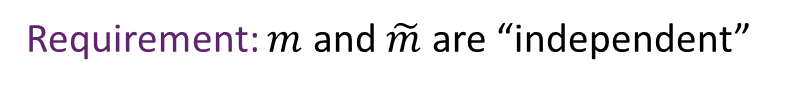 Requirement: 𝑚 and 𝑚̃ are “independent”